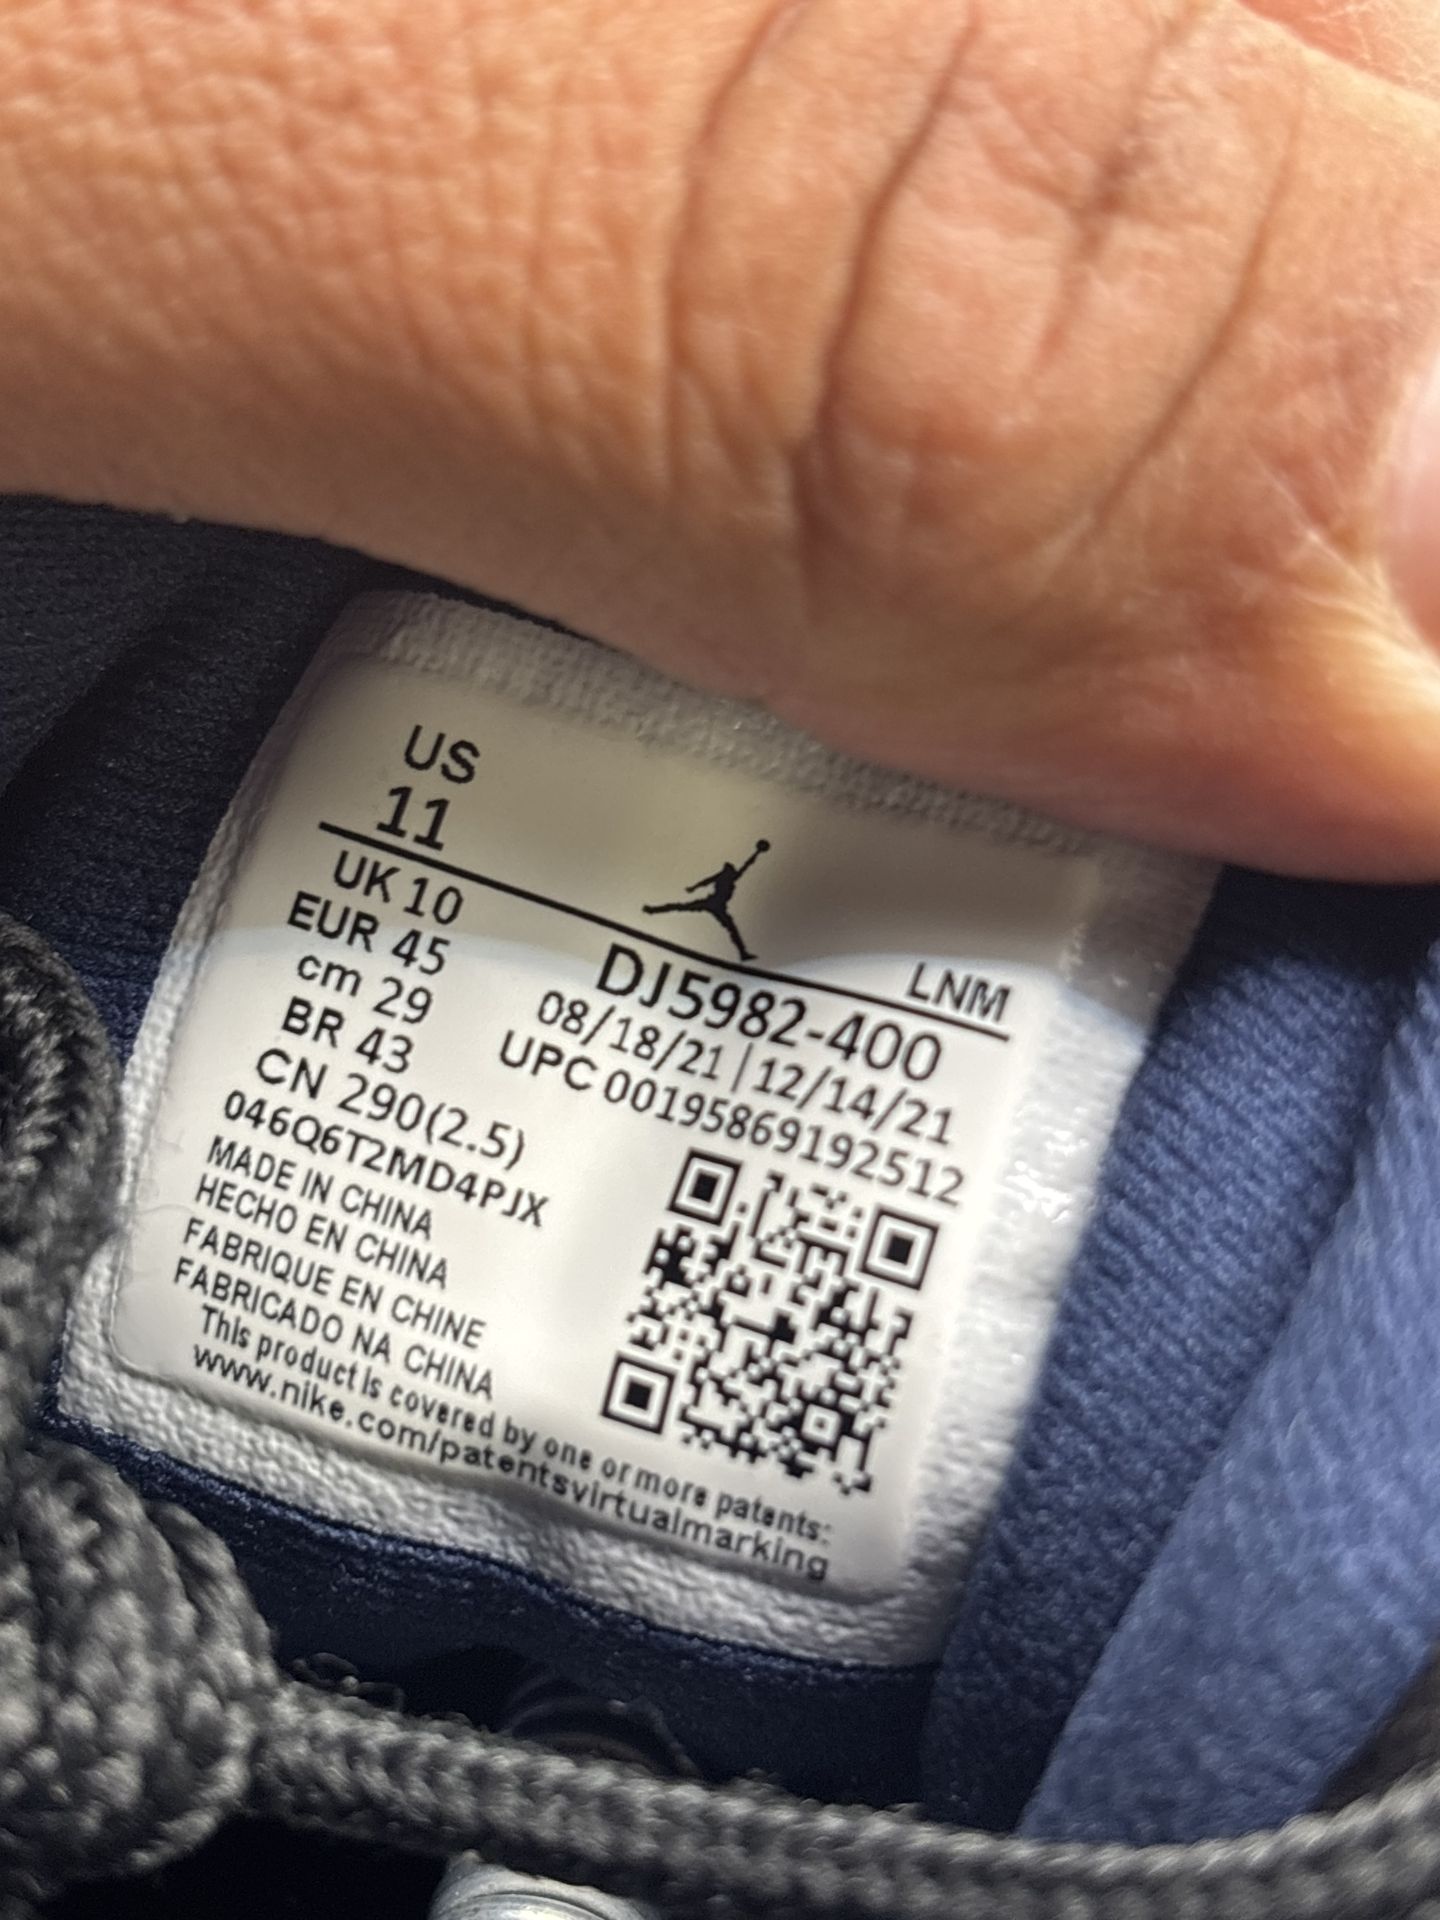 US
11
UK 10
EUR 45
cm 29
BR 43
CN 290(2.5)
046Q6T2MD4PJX
MADE IN CHINA
HECHO EN CHINA
FABRIQUE EN CHINE
FABRICADO NA CHINA
This product is covered by one or more patents:
www.nike.com/patentsvirtualmarking
LNM
DJ5982-400
08/18/21 | 12/14/21
UPC 00195869192512